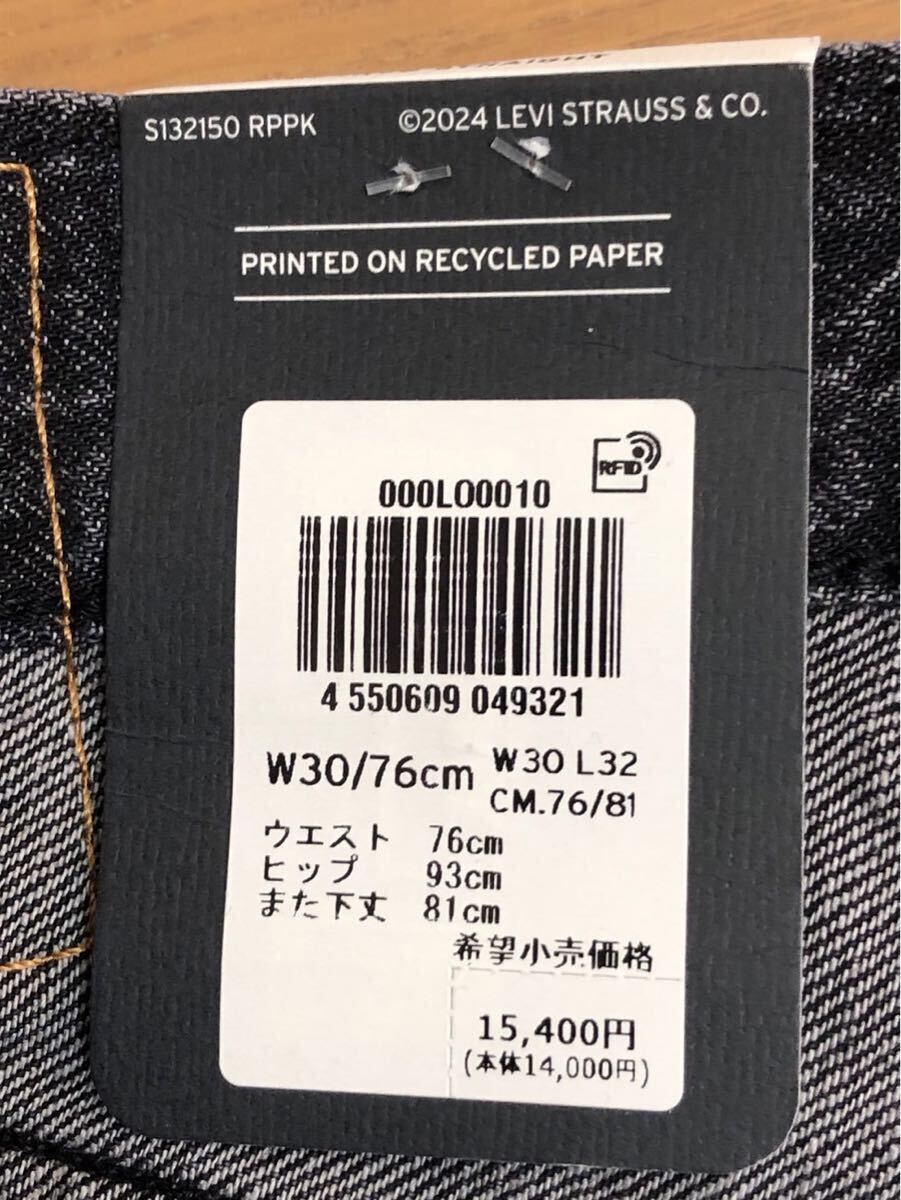 S132150 RPPK
©2024 LEVI STRAUSS & CO.
PRINTED ON RECYCLED PAPER
RFID
000LO0010
4 550609 049321
W30/76cm
W30 L32
CM.76/81
ウエスト 76cm
ヒップ 93cm
また下丈 81cm
希望小売価格
15,400円
(本体14,000円)